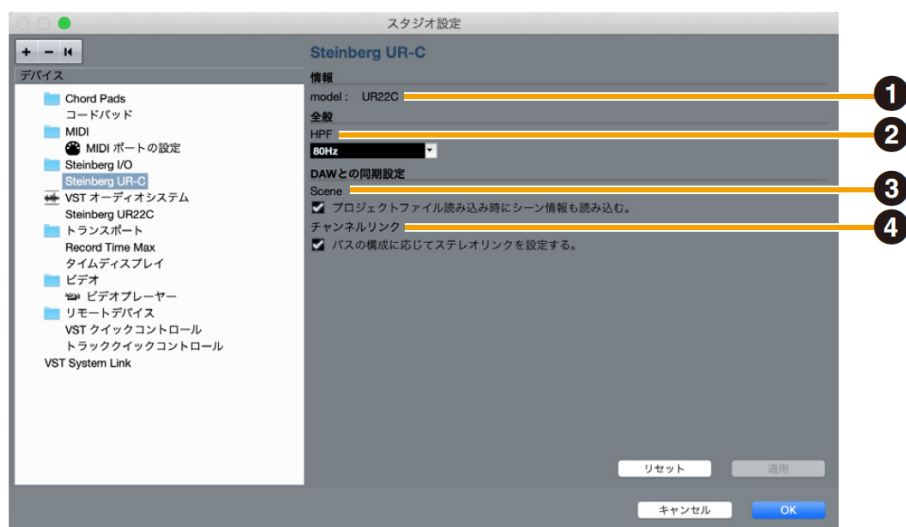 スタジオ設定
+ −
デバイス
Chord Pads
コードパッド
MIDI
MIDI ポートの設定
Steinberg I/O
Steinberg UR-C
VST オーディオシステム
Steinberg UR22C
トランスポート
Record Time Max
タイムディスプレイ
ビデオ
ビデオプレーヤー
リモートデバイス
VST クイックコントロール
トラッククイックコントロール
VST System Link
Steinberg UR-C
情報
model : UR22C
全般
HPF
80Hz
DAWとの同期設定
Scene
プロジェクトファイル読み込み時にシーン情報も読み込む。
チャンネルリンク
バスの構成に応じてステレオリンクを設定する。
1
2
3
4
リセット 適用
キャンセル OK